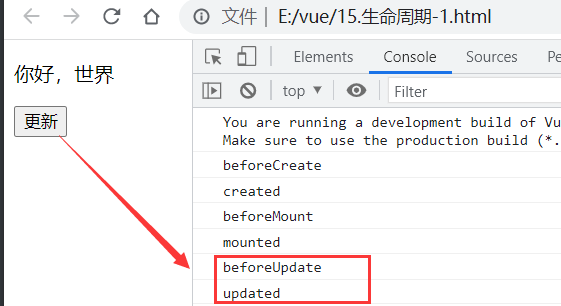 文件 | E:/vue/15.生命周期-1.html
你好，世界
更新
Elements Console Sources Pe
top Filter
You are running a development build of Vu
Make sure to use the production build (*.
beforeCreate
created
beforeMount
mounted
beforeUpdate
updated